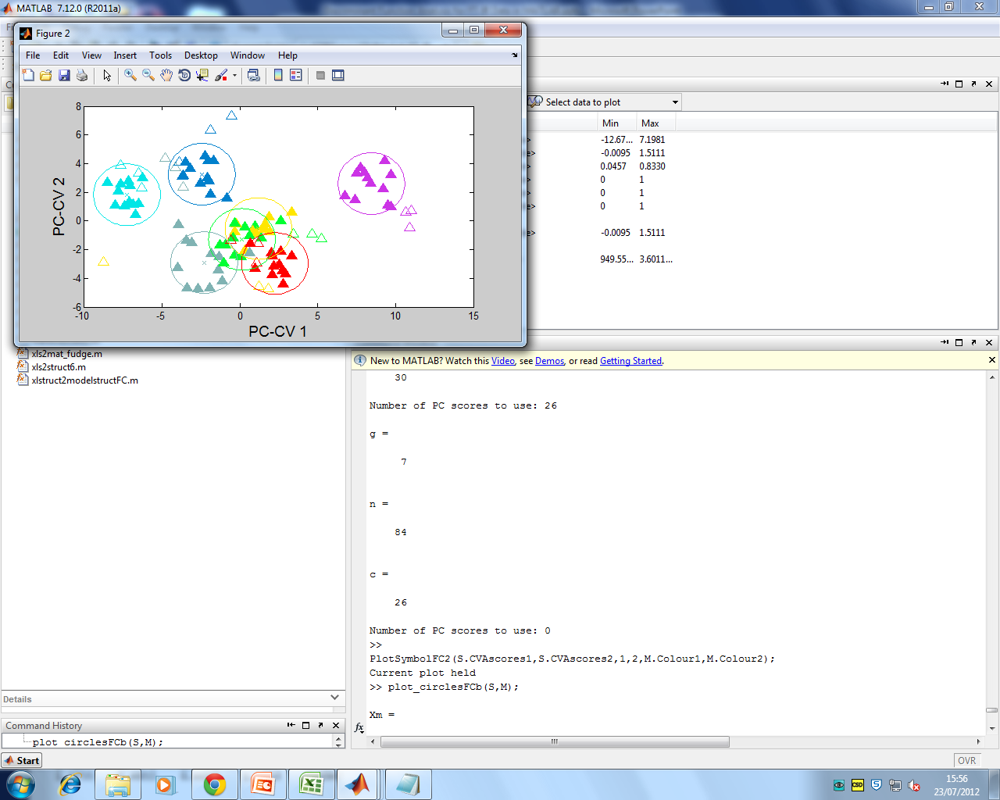 MATLAB 7.12.0 (R2011a)
Figure 2
File Edit View Insert Tools Desktop Window Help
Select data to plot
Min Max
-12.67... 7.1981
-0.0095 1.5111
0.0457 0.8330
0 1
0 1
0 1
-0.0095 1.5111
949.55... 3.6011...
8
6
4
2
0
-2
-4
-6
PC-CV 2
-10 -5 0 5 10 15
PC-CV 1
xls2mat_fudge.m
xls2struct6.m
xlstruct2modelstructFC.m
New to MATLAB? Watch this Video, see Demos, or read Getting Started.
30
Number of PC scores to use: 26
g =
7
n =
84
c =
26
Number of PC scores to use: 0
>>
PlotSymbolFC2(S.CVAscores1,S.CVAscores2,1,2,M.Colour1,M.Colour2);
Current plot held
>> plot_circlesFCb(S,M);
Xm =
fx
Details
Command History
plot_circlesFCb(S,M);
Start
OVR
CSD
15:56
23/07/2012